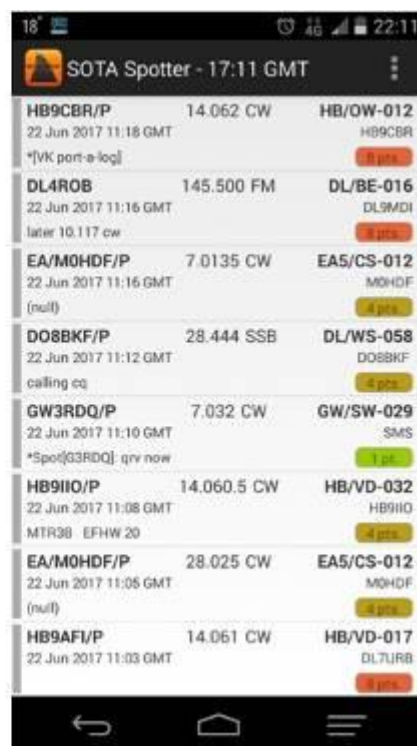 18° 4G 22:11
SOTA Spotter - 17:11 GMT
HB9CBR/P 14.062 CW HB/OW-012
22 Jun 2017 11:18 GMT HB9CBR
*[VK port-a-log] 8 pts.
DL4ROB 145.500 FM DL/BE-016
22 Jun 2017 11:16 GMT DL9MDI
later 10.117 cw 8 pts.
EA/M0HDF/P 7.0135 CW EA5/CS-012
22 Jun 2017 11:16 GMT M0HDF
(null) 4 pts.
DO8BKF/P 28.444 SSB DL/WS-058
22 Jun 2017 11:12 GMT DO8BKF
calling cq 4 pts.
GW3RDQ/P 7.032 CW GW/SW-029
22 Jun 2017 11:10 GMT SMS
*Spot[G3RDQ]: qrv now 1 pt.
HB9IIO/P 14.060.5 CW HB/VD-032
22 Jun 2017 11:08 GMT HB9IIO
MTR3B EFHW 20 4 pts.
EA/M0HDF/P 28.025 CW EA5/CS-012
22 Jun 2017 11:05 GMT M0HDF
(null) 4 pts.
HB9AFI/P 14.061 CW HB/VD-017
22 Jun 2017 11:03 GMT DL7URB
8 pts.